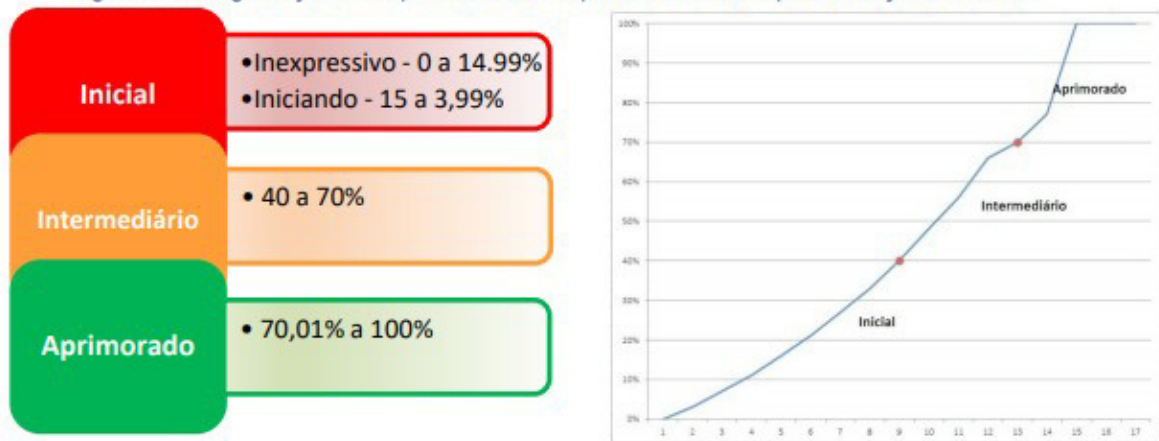 Inicial
•Inexpressivo - 0 a 14.99%
•Iniciando - 15 a 3,99%
Intermediário
• 40 a 70%
Aprimorado
• 70,01% a 100%
100%
90%
80%
70%
60%
50%
40%
30%
20%
10%
0%
Aprimorado
Intermediário
Inicial
1 2 3 4 5 6 7 8 9 10 11 12 13 14 15 16 17